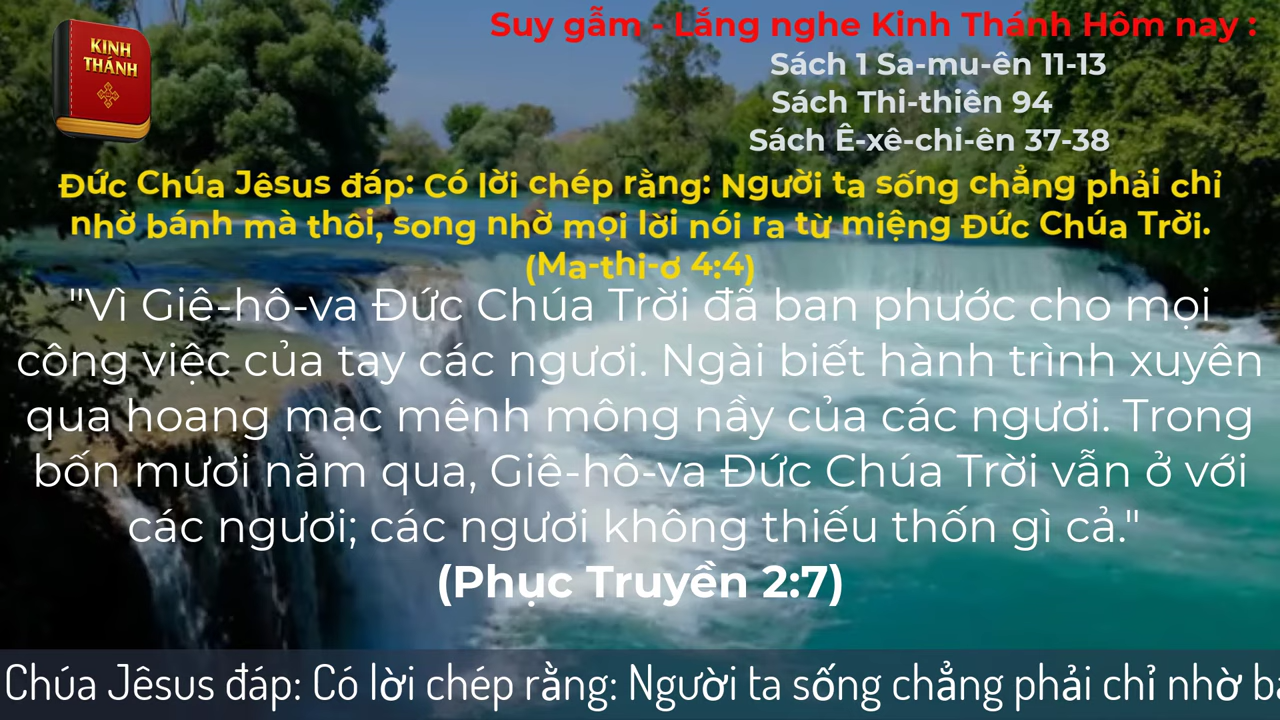 KINH
THÁNH
Suy gẫm - Lắng nghe Kinh Thánh Hôm nay :
Sách 1 Sa-mu-ên 11-13
Sách Thi-thiên 94
Sách Ê-xê-chi-ên 37-38
Đức Chúa Jêsus đáp: Có lời chép rằng: Người ta sống chẳng phải chỉ
nhờ bánh mà thôi, song nhờ mọi lời nói ra từ miệng Đức Chúa Trời.
(Ma-thi-ơ 4:4)
"Vì Giê-hô-va Đức Chúa Trời đã ban phước cho mọi
công việc của tay các ngươi. Ngài biết hành trình xuyên
qua hoang mạc mênh mông nầy của các ngươi. Trong
bốn mươi năm qua, Giê-hô-va Đức Chúa Trời vẫn ở với
các ngươi; các ngươi không thiếu thốn gì cả."
(Phục Truyền 2:7)
Chúa Jêsus đáp: Có lời chép rằng: Người ta sống chẳng phải chỉ nhờ